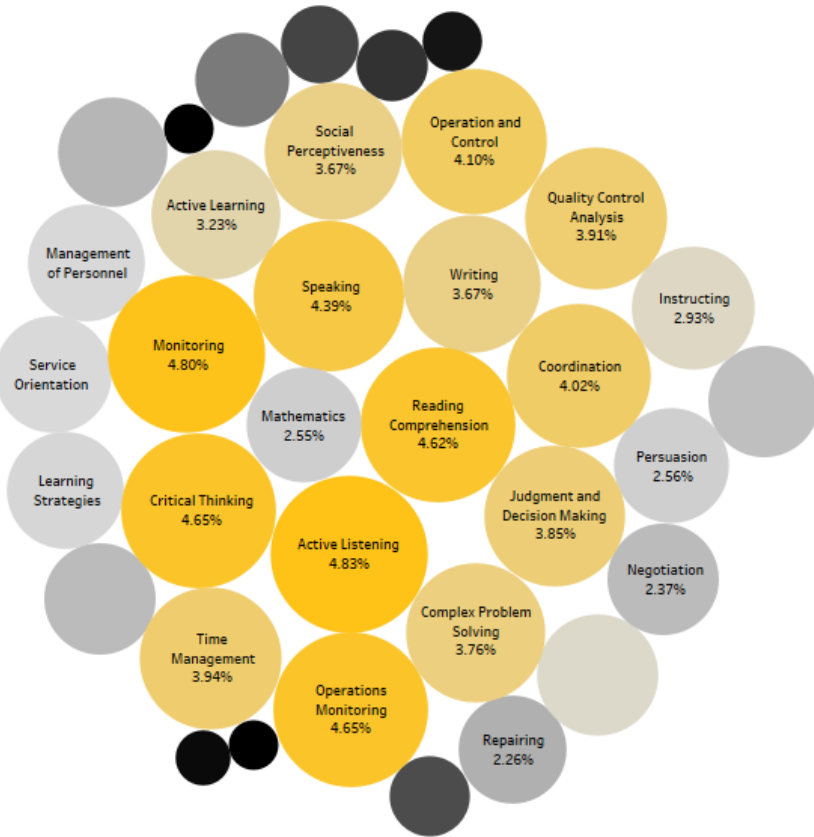 Social
Perceptiveness
3.67%
Operation and
Control
4.10%
Active Learning
3.23%
Quality Control
Analysis
3.91%
Management
of Personnel
Speaking
4.39%
Writing
3.67%
Instructing
2.93%
Monitoring
4.80%
Service
Orientation
Coordination
4.02%
Mathematics
2.55%
Reading
Comprehension
4.62%
Persuasion
2.56%
Learning
Strategies
Critical Thinking
4.65%
Judgment and
Decision Making
3.85%
Active Listening
4.83%
Negotiation
2.37%
Complex Problem
Solving
3.76%
Time
Management
3.94%
Operations
Monitoring
4.65%
Repairing
2.26%